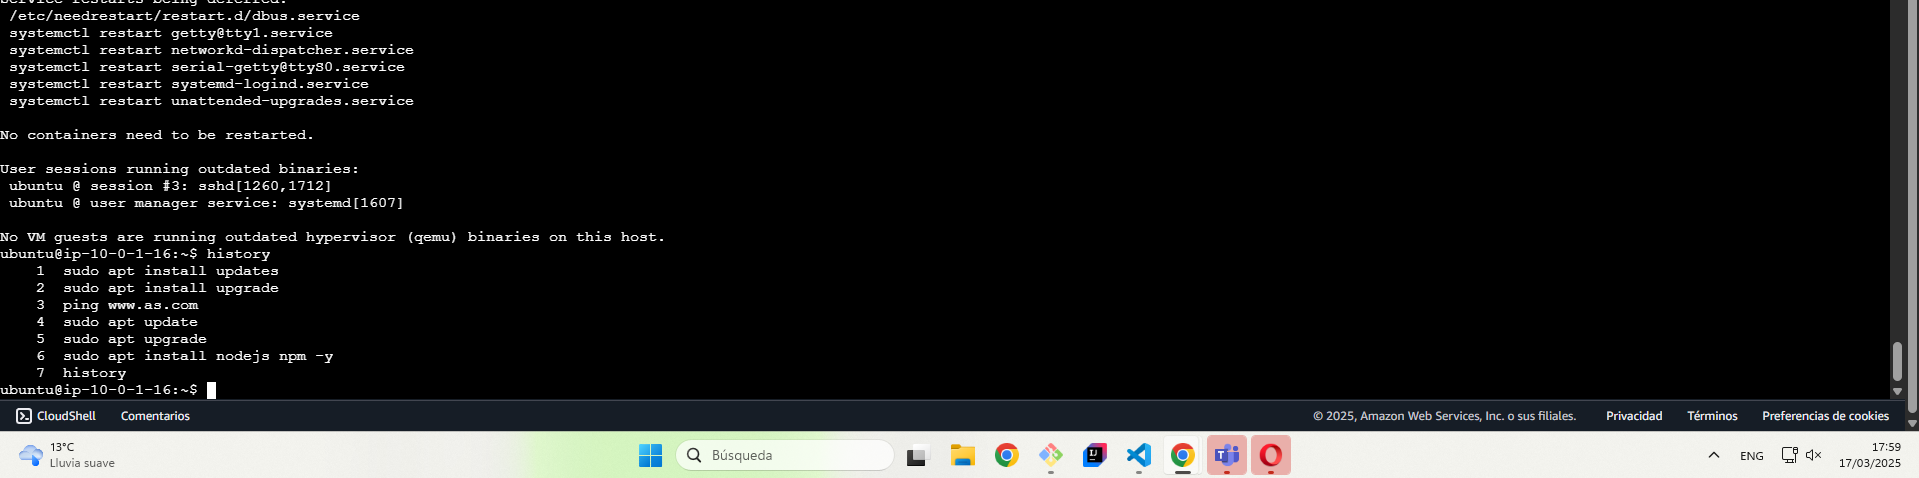 Service restarts being deferred:
 /etc/needrestart/restart.d/dbus.service
 systemctl restart getty@tty1.service
 systemctl restart networkd-dispatcher.service
 systemctl restart serial-getty@ttyS0.service
 systemctl restart systemd-logind.service
 systemctl restart unattended-upgrades.service
No containers need to be restarted.
User sessions running outdated binaries:
 ubuntu @ session #3: sshd[1260,1712]
 ubuntu @ user manager service: systemd[1607]
No VM guests are running outdated hypervisor (qemu) binaries on this host.
ubuntu@ip-10-0-1-16:~$ history
    1  sudo apt install updates
    2  sudo apt install upgrade
    3  ping www.as.com
    4  sudo apt update
    5  sudo apt upgrade
    6  sudo apt install nodejs npm -y
    7  history
ubuntu@ip-10-0-1-16:~$
CloudShell Comentarios © 2025, Amazon Web Services, Inc. o sus filiales. Privacidad Términos Preferencias de cookies
13°C
Lluvia suave
Búsqueda
IJ
ENG
17:59
17/03/2025